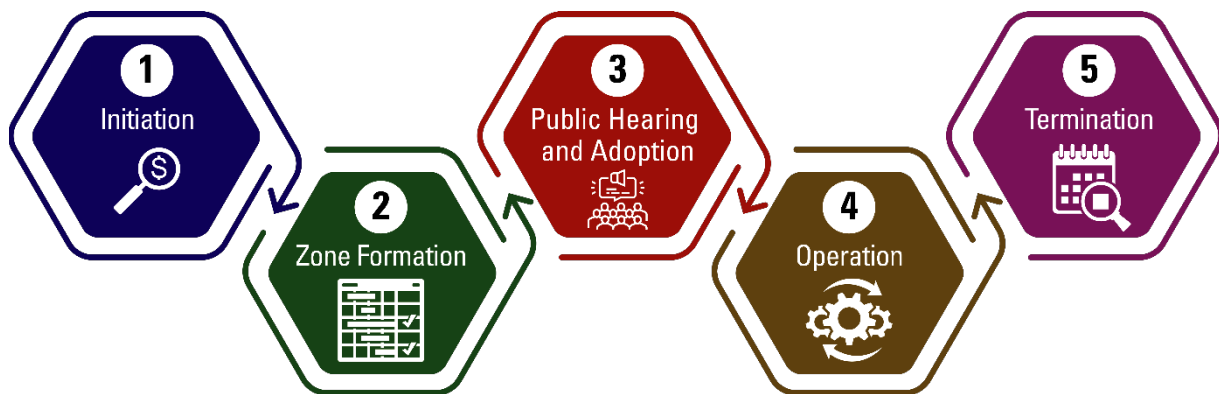 1
Initiation
2
Zone Formation
3
Public Hearing
and Adoption
4
Operation
5
Termination